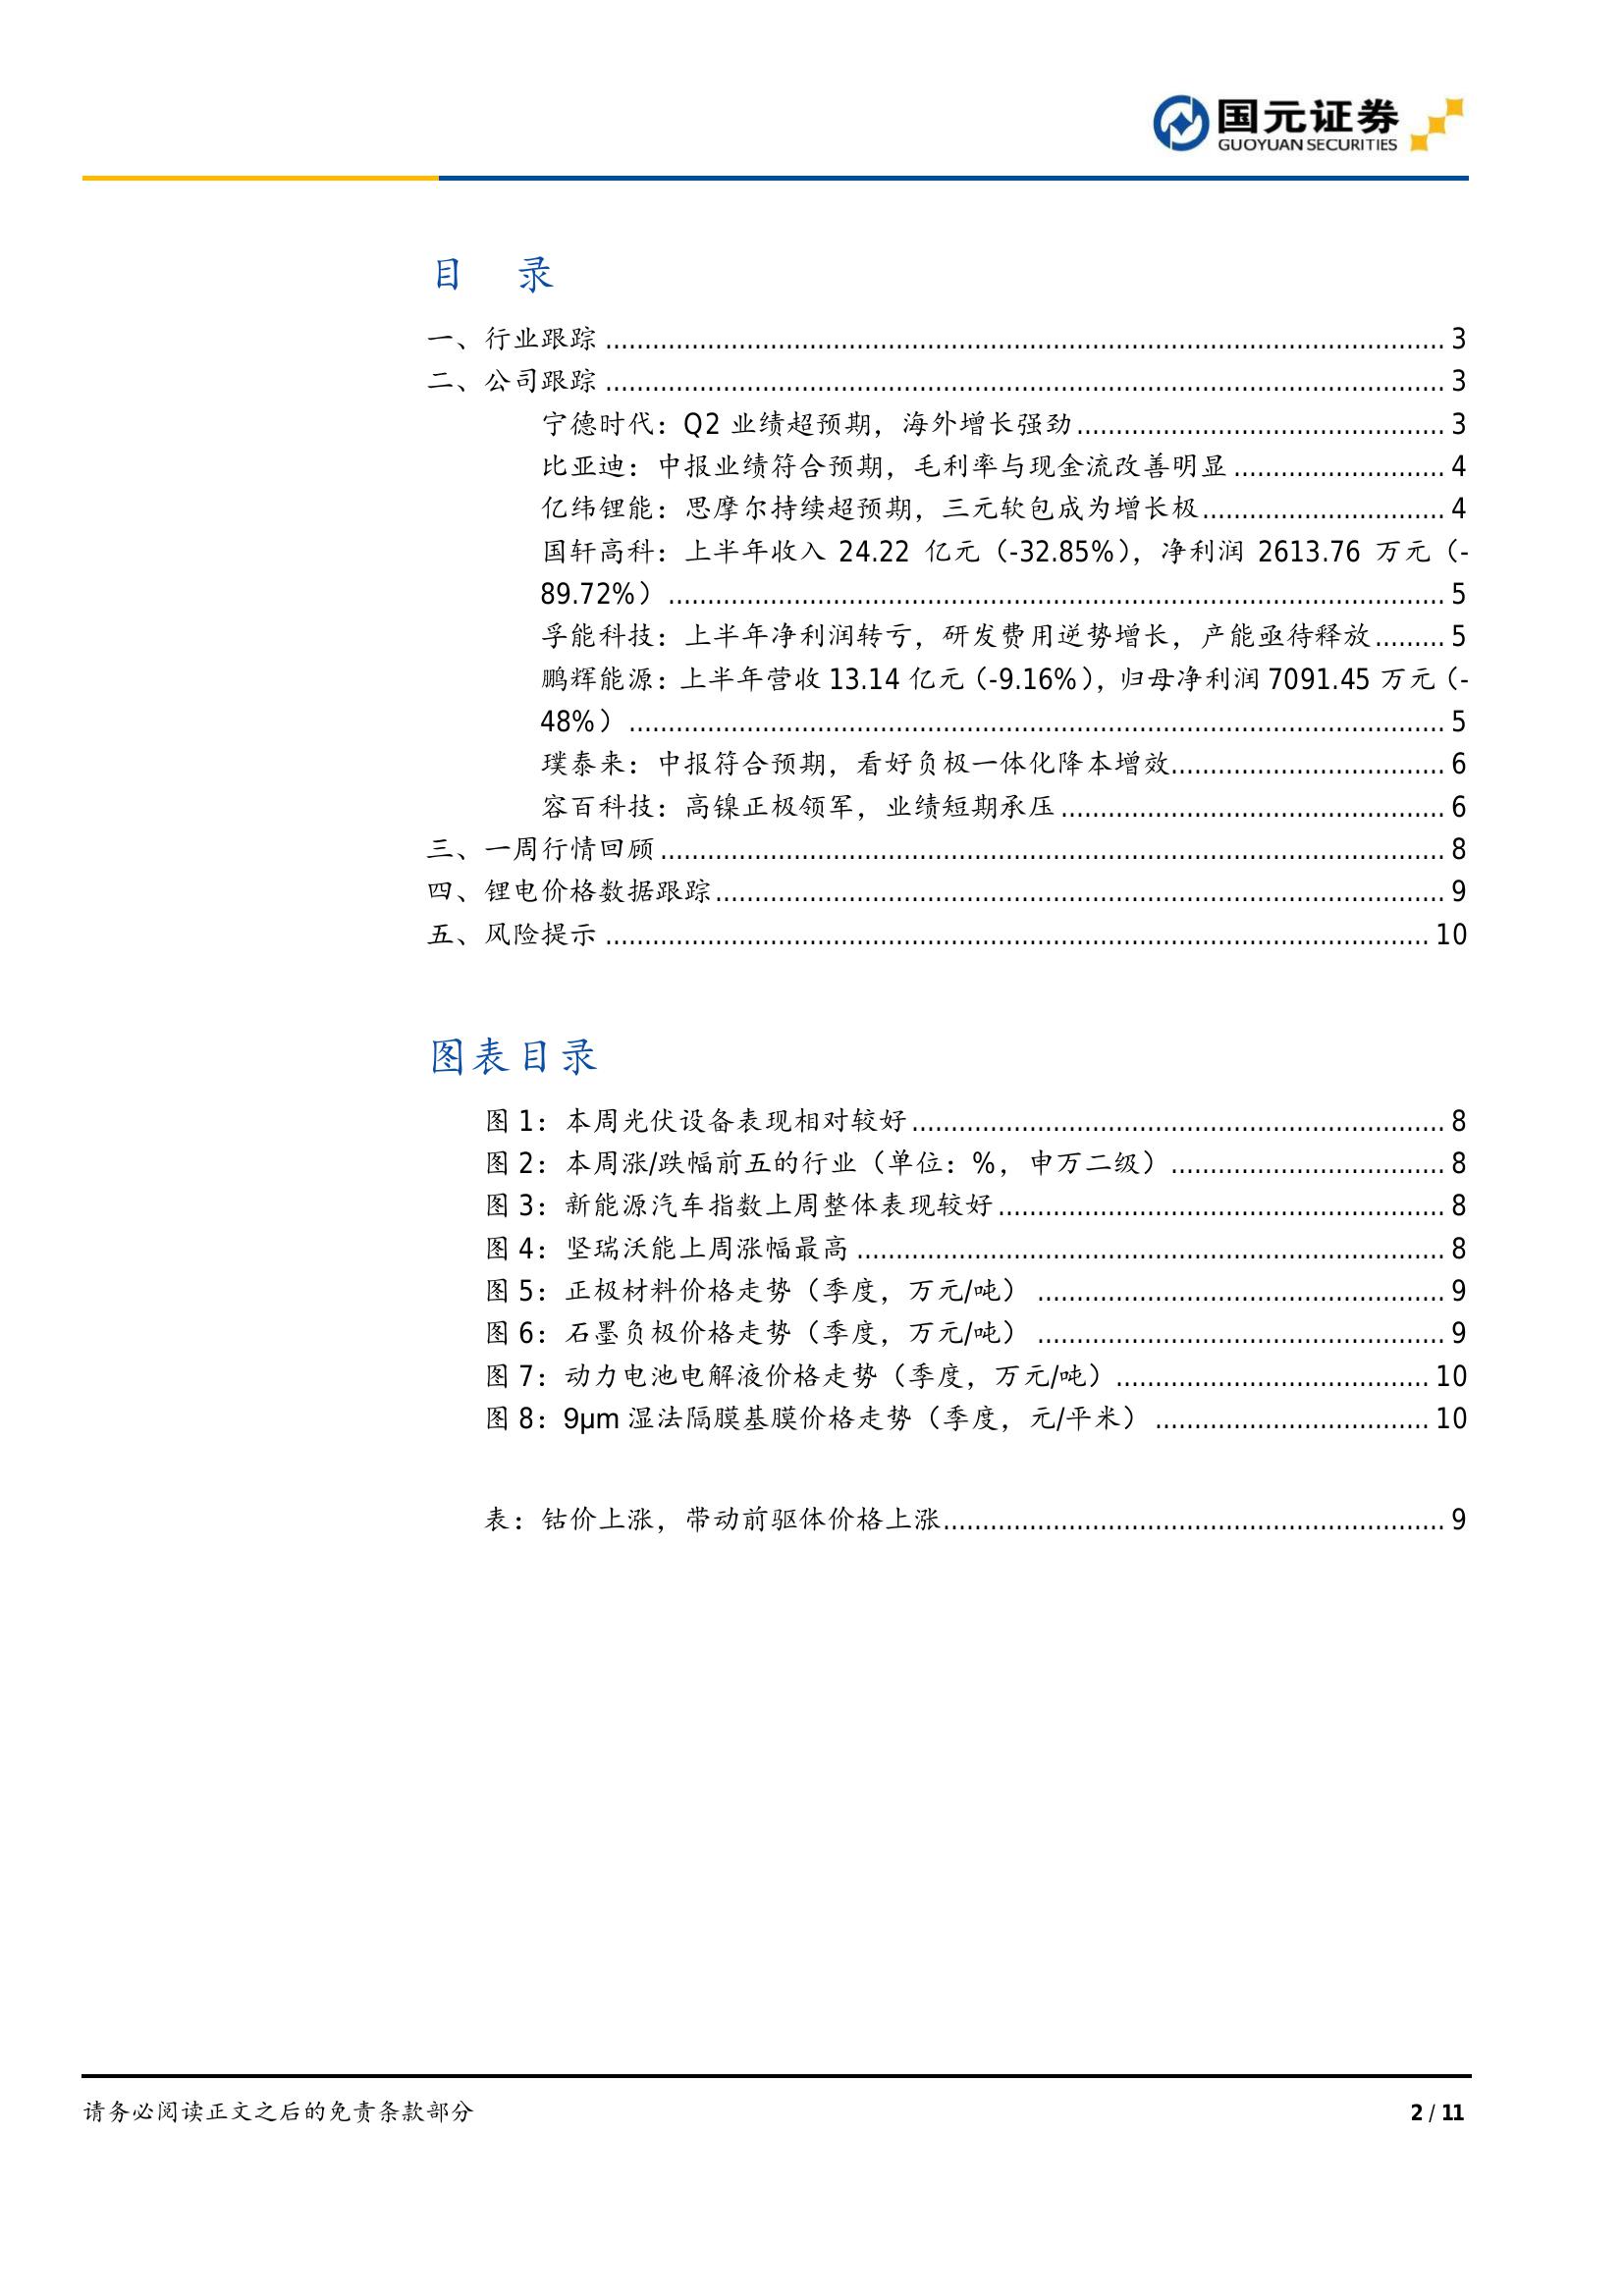 国元证券
GUOYUAN SECURITIES
目 录
一、行业跟踪 ........ 3
二、公司跟踪 ........ 3
宁德时代：Q2 业绩超预期，海外增长强劲 ........ 3
比亚迪：中报业绩符合预期，毛利率与现金流改善明显 ........ 4
亿纬锂能：思摩尔持续超预期，三元软包成为增长极 ........ 4
国轩高科：上半年收入 24.22 亿元（-32.85%），净利润 2613.76 万元（-
89.72%） ........ 5
孚能科技：上半年净利润转亏，研发费用逆势增长，产能亟待释放 ........ 5
鹏辉能源：上半年营收 13.14 亿元（-9.16%），归母净利润 7091.45 万元（-
48%） ........ 5
璞泰来：中报符合预期，看好负极一体化降本增效 ........ 6
容百科技：高镍正极领军，业绩短期承压 ........ 6
三、一周行情回顾 ........ 8
四、锂电价格数据跟踪 ........ 9
五、风险提示 ........ 10
图表目录
图 1：本周光伏设备表现相对较好 ........ 8
图 2：本周涨/跌幅前五的行业（单位：%，申万二级） ........ 8
图 3：新能源汽车指数上周整体表现较好 ........ 8
图 4：坚瑞沃能上周涨幅最高 ........ 8
图 5：正极材料价格走势（季度，万元/吨） ........ 9
图 6：石墨负极价格走势（季度，万元/吨） ........ 9
图 7：动力电池电解液价格走势（季度，万元/吨） ........ 10
图 8：9μm 湿法隔膜基膜价格走势（季度，元/平米） ........ 10
表：钴价上涨，带动前驱体价格上涨 ........ 9
请务必阅读正文之后的免责条款部分
2 / 11